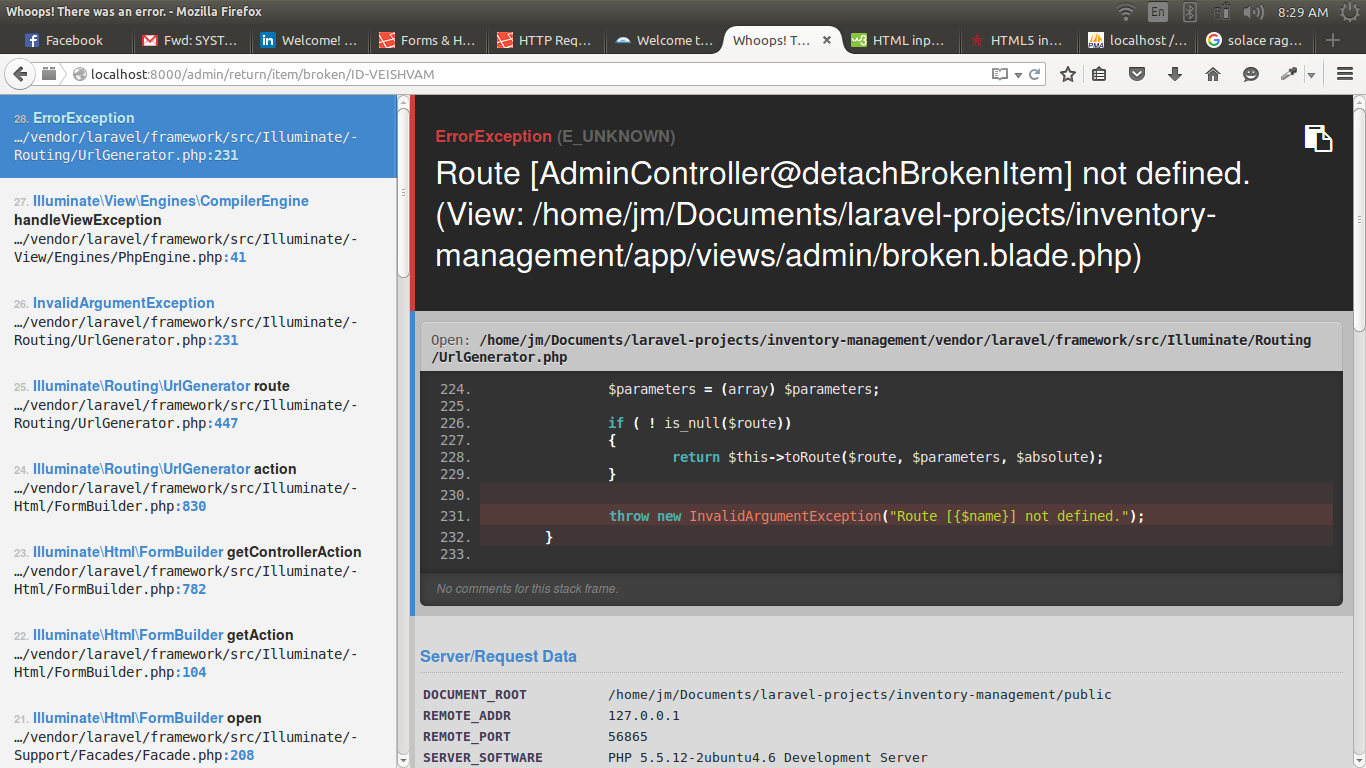 Whoops! There was an error. - Mozilla Firefox
En
8:29 AM
Facebook
Fwd: SYST…
Welcome! …
Forms & H…
HTTP Req…
Welcome t…
Whoops! T…
HTML inp…
HTML5 in…
localhost /…
solace rag…
localhost:8000/admin/return/item/broken/ID-VEISHVAM
28. ErrorException
…/vendor/laravel/framework/src/Illuminate/-
Routing/UrlGenerator.php:231
27. Illuminate\View\Engines\CompilerEngine
handleViewException
…/vendor/laravel/framework/src/Illuminate/-
View/Engines/PhpEngine.php:41
26. InvalidArgumentException
…/vendor/laravel/framework/src/Illuminate/-
Routing/UrlGenerator.php:231
25. Illuminate\Routing\UrlGenerator route
…/vendor/laravel/framework/src/Illuminate/-
Routing/UrlGenerator.php:447
24. Illuminate\Routing\UrlGenerator action
…/vendor/laravel/framework/src/Illuminate/-
Html/FormBuilder.php:830
23. Illuminate\Html\FormBuilder getControllerAction
…/vendor/laravel/framework/src/Illuminate/-
Html/FormBuilder.php:782
22. Illuminate\Html\FormBuilder getAction
…/vendor/laravel/framework/src/Illuminate/-
Html/FormBuilder.php:104
21. Illuminate\Html\FormBuilder open
…/vendor/laravel/framework/src/Illuminate/-
Support/Facades/Facade.php:208
ErrorException (E_UNKNOWN)
Route [AdminController@detachBrokenItem] not defined.
(View: /home/jm/Documents/laravel-projects/inventory-
management/app/views/admin/broken.blade.php)
Open: /home/jm/Documents/laravel-projects/inventory-management/vendor/laravel/framework/src/Illuminate/Routing
/UrlGenerator.php
224. $parameters = (array) $parameters;
225.
226. if ( ! is_null($route))
227. {
228. return $this->toRoute($route, $parameters, $absolute);
229. }
230.
231. throw new InvalidArgumentException("Route [{$name}] not defined.");
232. }
233.
No comments for this stack frame.
Server/Request Data
DOCUMENT_ROOT /home/jm/Documents/laravel-projects/inventory-management/public
REMOTE_ADDR 127.0.0.1
REMOTE_PORT 56865
SERVER_SOFTWARE PHP 5.5.12-2ubuntu4.6 Development Server